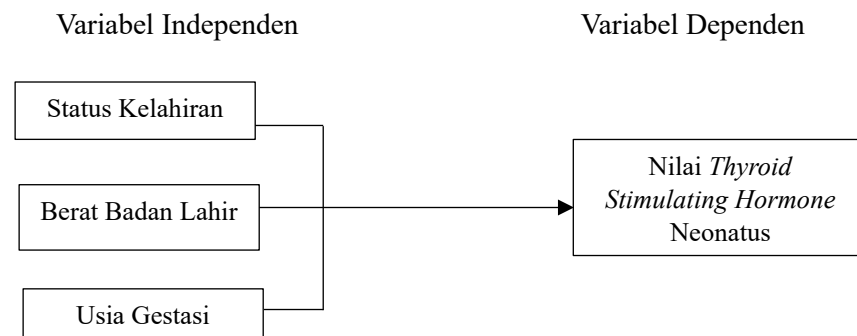 Variabel Independen
Variabel Dependen
Status Kelahiran
Berat Badan Lahir
Usia Gestasi
Nilai Thyroid
Stimulating Hormone
Neonatus